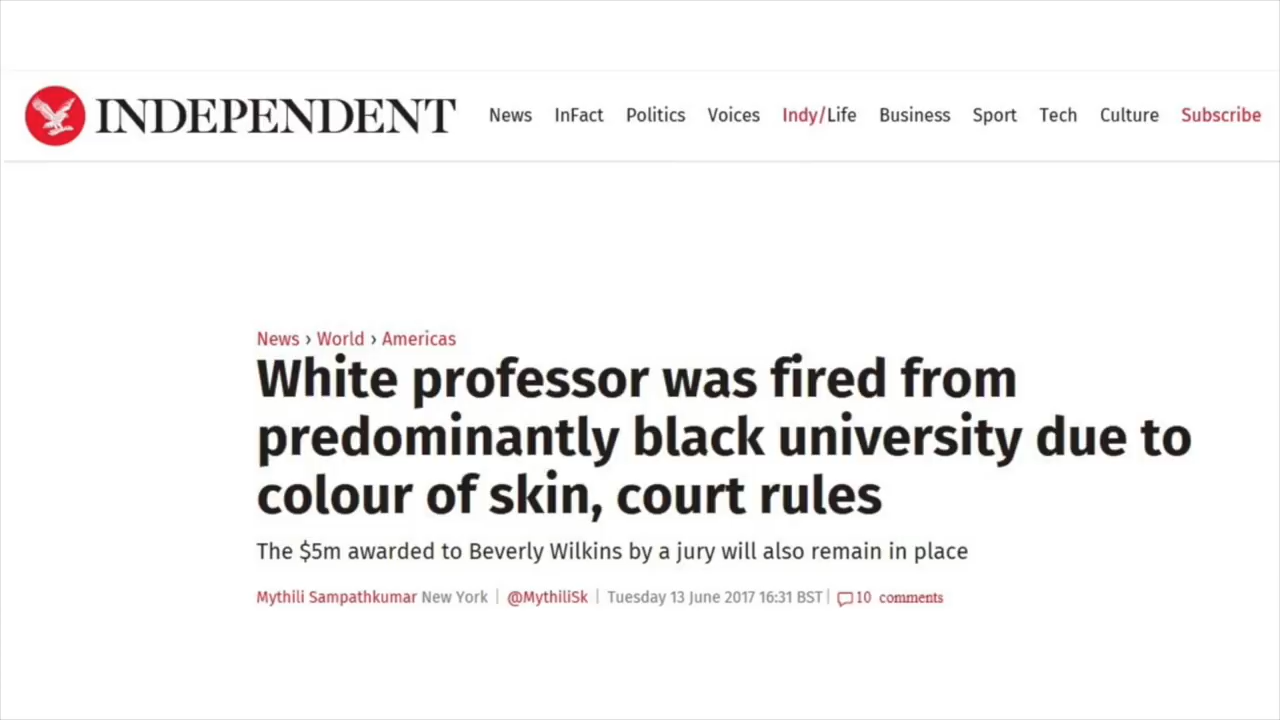 INDEPENDENT News InFact Politics Voices Indy/Life Business Sport Tech Culture Subscribe
News › World › Americas
White professor was fired from
predominantly black university due to
colour of skin, court rules
The $5m awarded to Beverly Wilkins by a jury will also remain in place
Mythili Sampathkumar New York | @MythiliSk | Tuesday 13 June 2017 16:31 BST | 10 comments